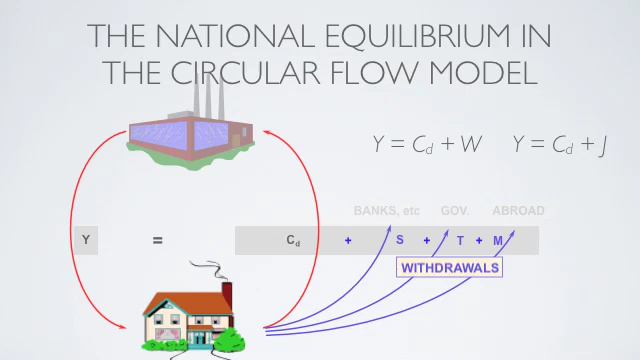 THE NATIONAL EQUILIBRIUM IN
THE CIRCULAR FLOW MODEL
Y = Cd + W Y = Cd + J
BANKS, etc GOV. ABROAD
Y = Cd + S + T + M
WITHDRAWALS